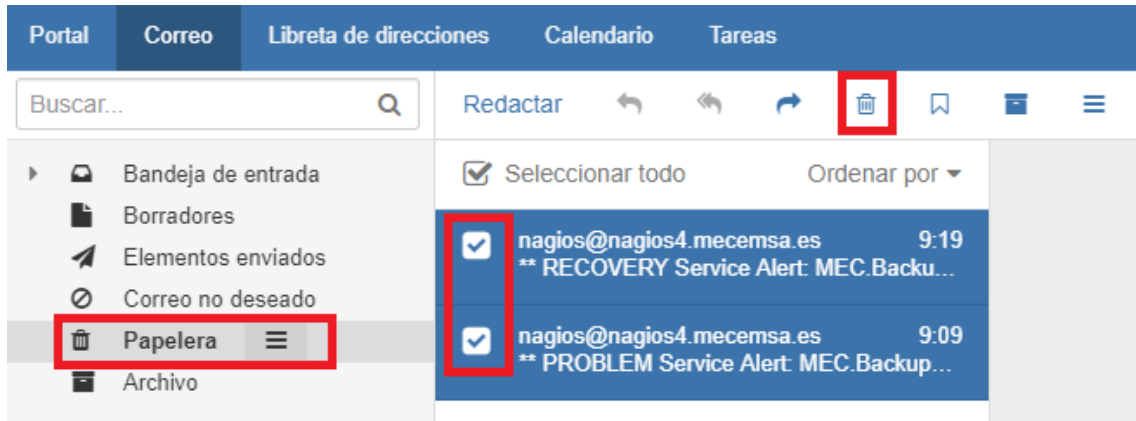 Portal Correo Libreta de direcciones Calendario Tareas
Buscar...
Redactar
Bandeja de entrada
Borradores
Elementos enviados
Correo no deseado
Papelera
Archivo
Seleccionar todo Ordenar por
nagios@nagios4.mecemsa.es 9:19
** RECOVERY Service Alert: MEC.Backu...
nagios@nagios4.mecemsa.es 9:09
** PROBLEM Service Alert: MEC.Backup...